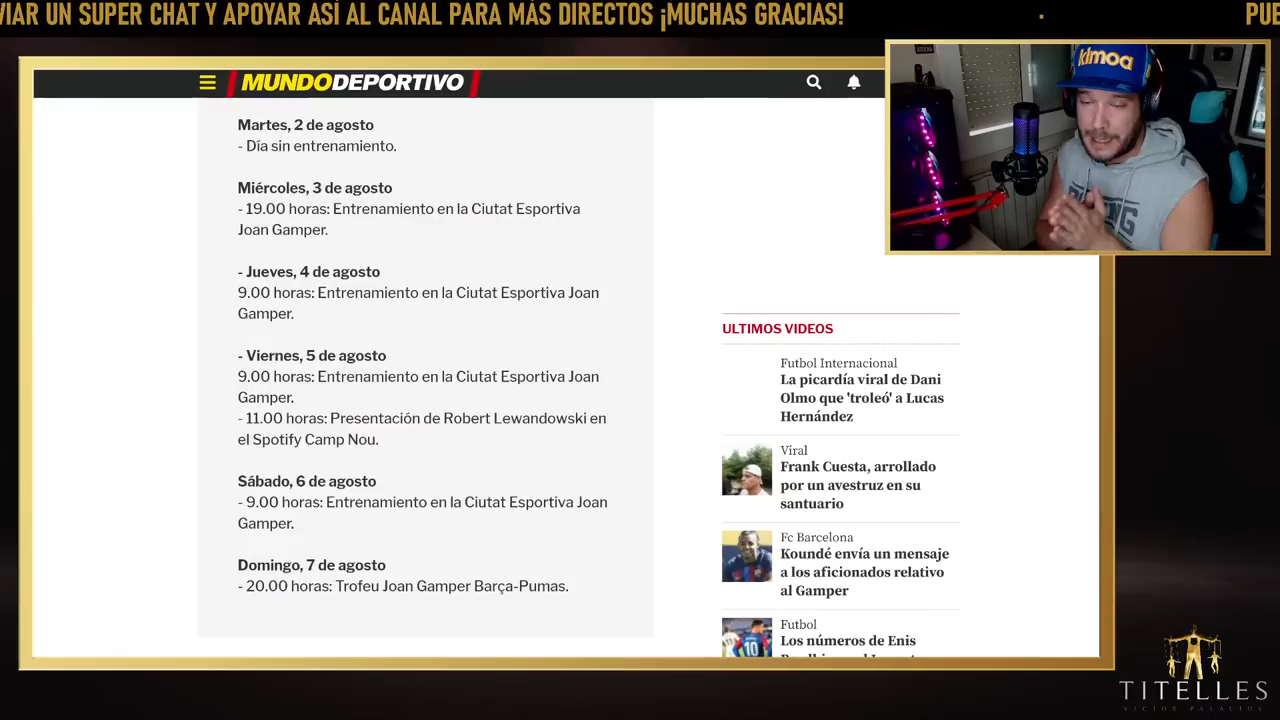 VIAR UN SUPER CHAT Y APOYAR ASÍ AL CANAL PARA MÁS DIRECTOS ¡MUCHAS GRACIAS!
PUE
MUNDODEPORTIVO
kimoa
Martes, 2 de agosto
- Día sin entrenamiento.
Miércoles, 3 de agosto
- 19.00 horas: Entrenamiento en la Ciutat Esportiva
Joan Gamper.
- Jueves, 4 de agosto
9.00 horas: Entrenamiento en la Ciutat Esportiva Joan
Gamper.
- Viernes, 5 de agosto
9.00 horas: Entrenamiento en la Ciutat Esportiva Joan
Gamper.
- 11.00 horas: Presentación de Robert Lewandowski en
el Spotify Camp Nou.
Sábado, 6 de agosto
- 9.00 horas: Entrenamiento en la Ciutat Esportiva Joan
Gamper.
Domingo, 7 de agosto
- 20.00 horas: Trofeu Joan Gamper Barça-Pumas.
ULTIMOS VIDEOS
Futbol Internacional
La picardía viral de Dani
Olmo que 'troleó' a Lucas
Hernández
Viral
Frank Cuesta, arrollado
por un avestruz en su
santuario
Fc Barcelona
Koundé envía un mensaje
a los aficionados relativo
al Gamper
Futbol
Los números de Enis
10
TITELLES
VICTOR PALACIOS